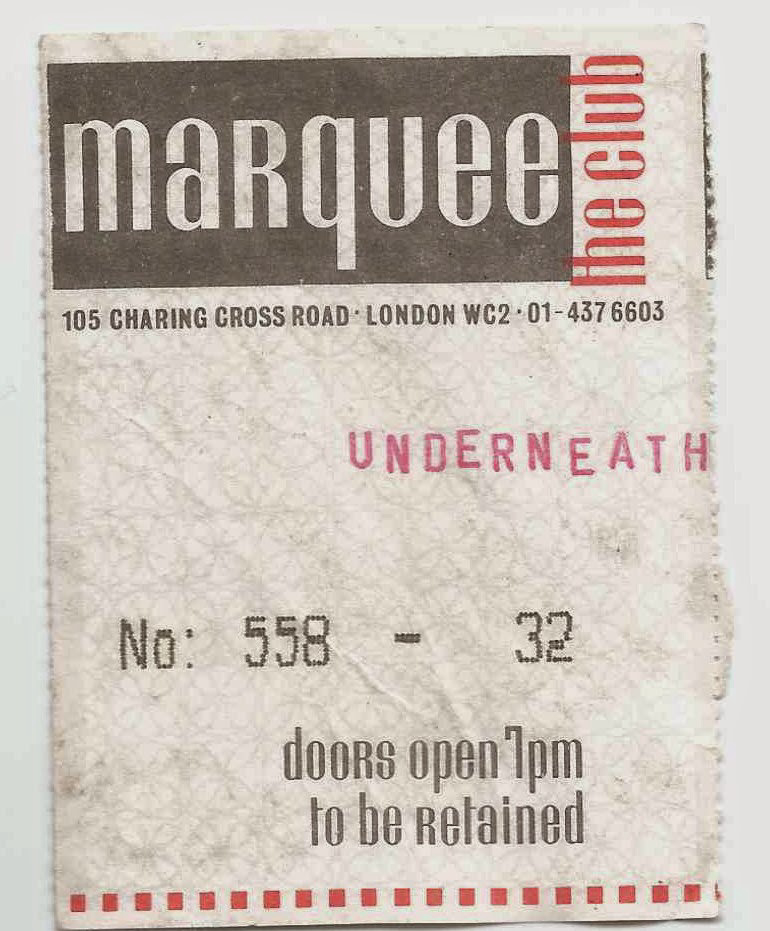 marquee
the club
105 CHARING CROSS ROAD · LONDON WC2 · 01-437 6603
UNDERNEATH
No: 558 - 32
doors open 7pm
to be retained